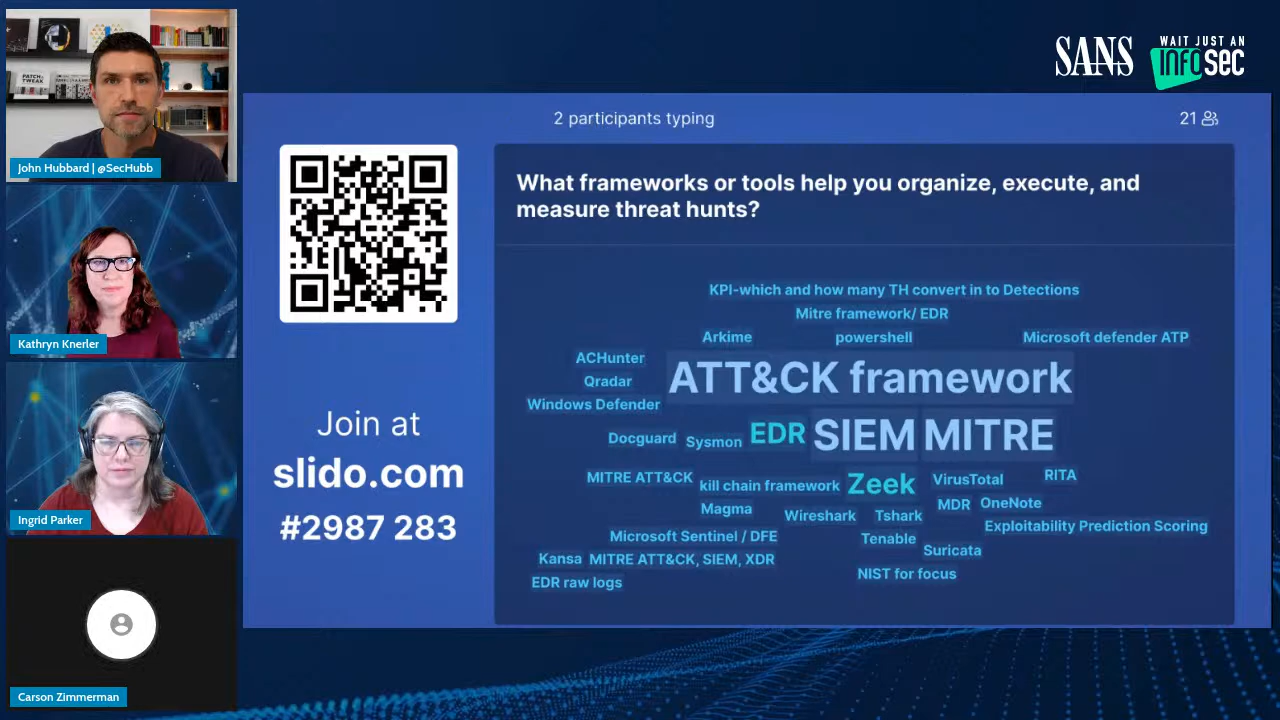 PATCH &
TWEAK
John Hubbard | @SecHubb
Kathryn Knerler
Ingrid Parker
Carson Zimmerman
SANS
WAIT JUST AN
INFOSEC
2 participants typing
21
What frameworks or tools help you organize, execute, and
measure threat hunts?
Join at
slido.com
#2987 283
KPI-which and how many TH convert in to Detections
Mitre framework/ EDR
Arkime powershell Microsoft defender ATP
ACHunter
Qradar
Windows Defender
ATT&CK framework
Docguard Sysmon EDR SIEM MITRE
MITRE ATT&CK kill chain framework Zeek VirusTotal RITA
Magma Wireshark Tshark MDR OneNote
Exploitability Prediction Scoring
Microsoft Sentinel / DFE Tenable
Suricata
Kansa MITRE ATT&CK, SIEM, XDR
NIST for focus
EDR raw logs